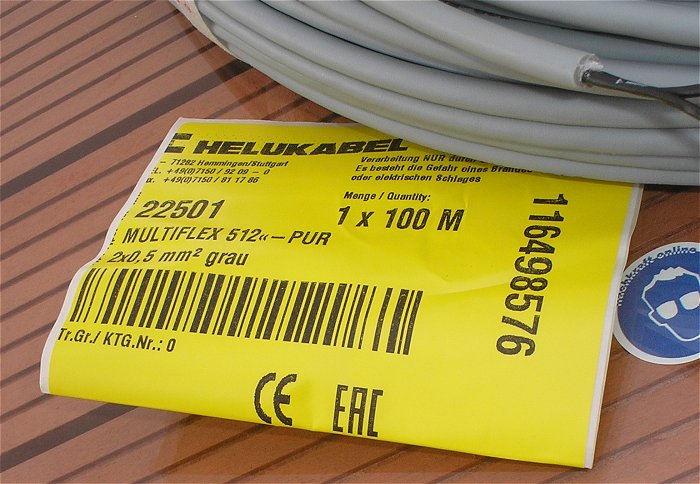 HELUKABEL
– 71282 Hemmingen/Stuttgart
+49(0)7150 / 92 09 – 0
+49(0)7150 / 81 17 86
Verarbeitung NUR durch
Es besteht die Gefahr eines Brandes
oder elektrischen Schlages
22501
Menge / Quantity:
1 x 100 M
MULTIFLEX 512«–PUR
2x0,5 mm² grau
Tr.Gr./ KTG.Nr.: 0
CE EAC
116498576